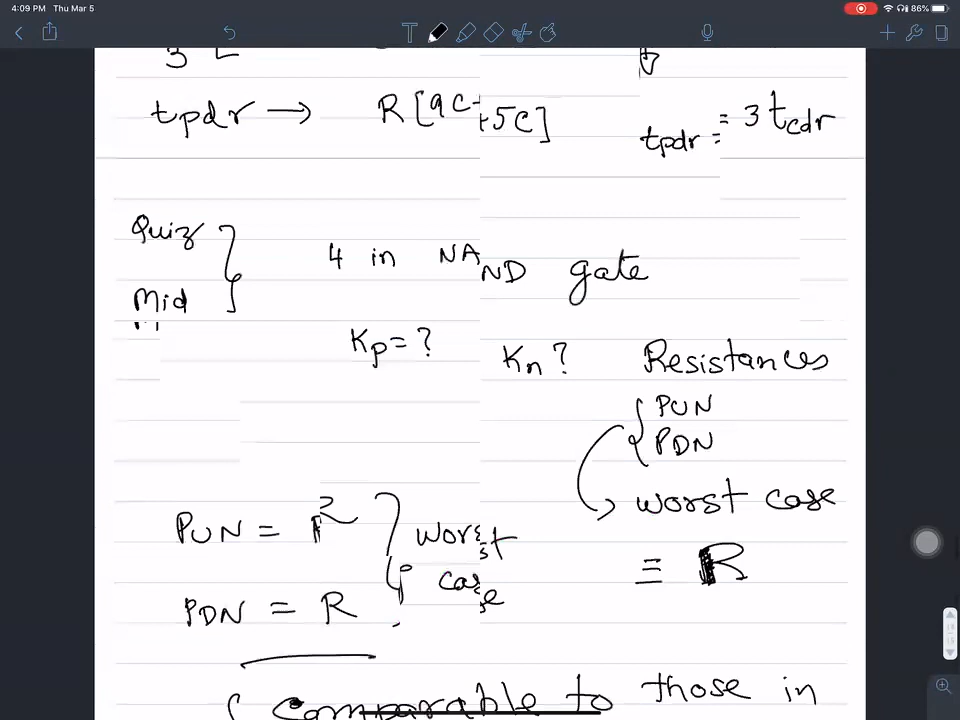 4:09 PM Thu Mar 5
86%
T
3
tpdr → R[9C+5C]
tpdr = 3 tcdr
Quiz
Mid
4 in NAND gate
Kp=?
Kn?
Resistances
PUN
PDN
worst case
≡ R
PUN = R
PDN = R
worst
case
comparable to those in